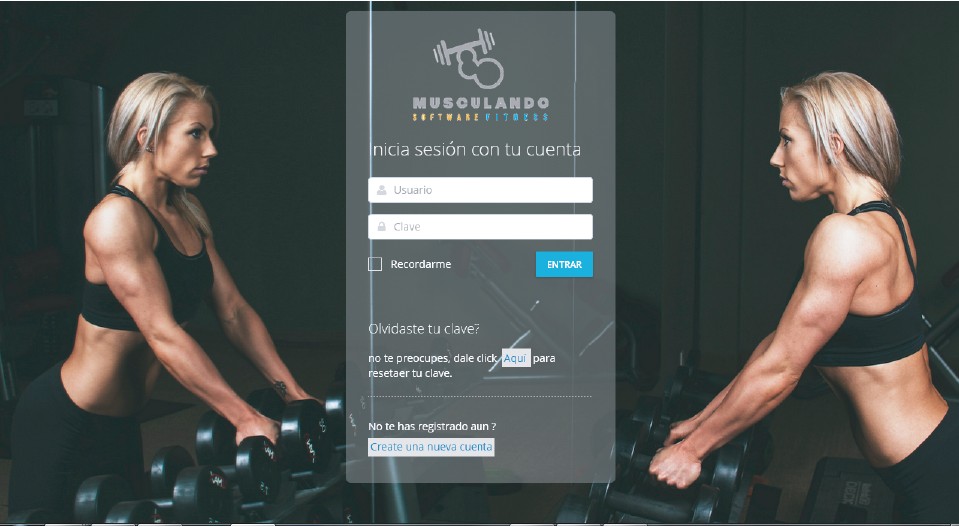 MUSCULANDO
SOFTWARE FITNESS
Inicia sesión con tu cuenta
Usuario
Clave
Recordarme
ENTRAR
Olvidaste tu clave?
no te preocupes, dale click Aquí para
resetaer tu clave.
No te has registrado aun ?
Create una nueva cuenta